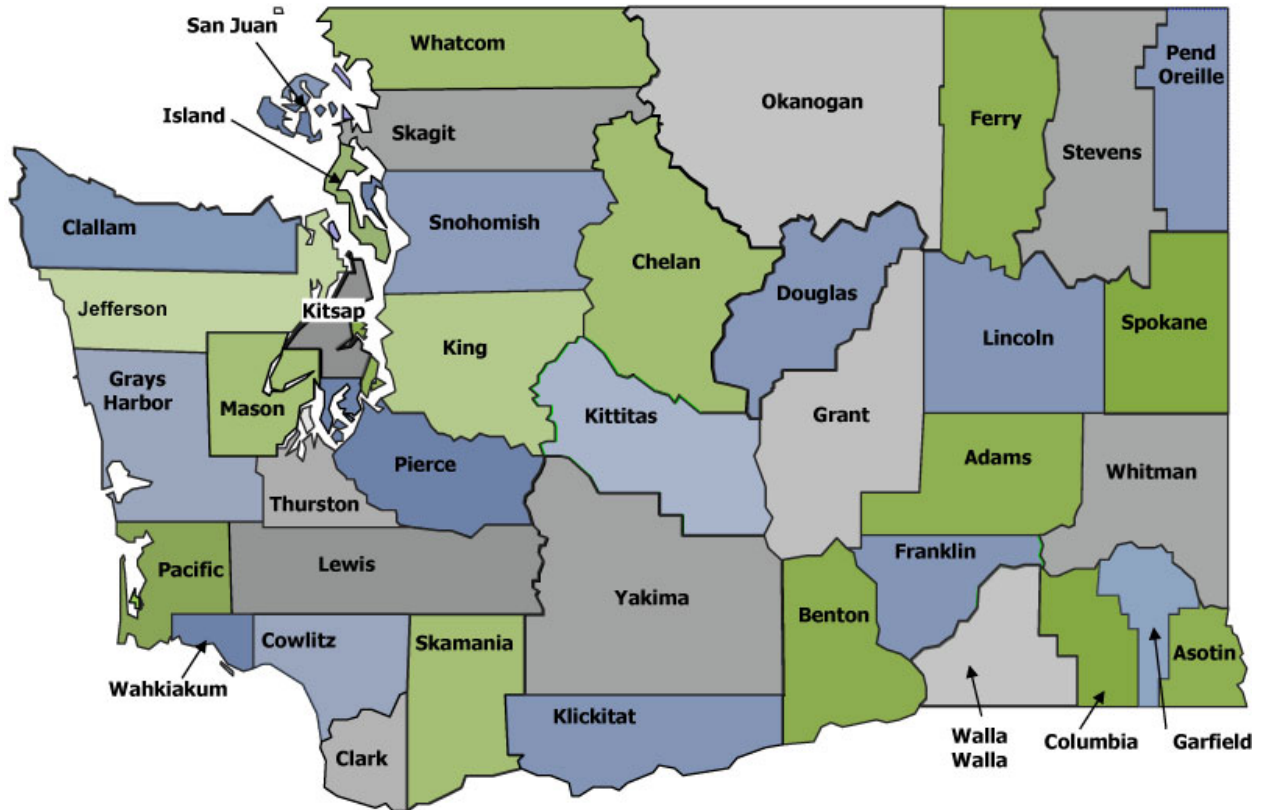 San Juan
Whatcom
Pend
Oreille
Okanogan
Island
Ferry
Skagit
Stevens
Clallam
Snohomish
Chelan
Douglas
Jefferson
Kitsap
Spokane
Lincoln
King
Grays
Harbor
Mason
Kittitas
Grant
Pierce
Adams
Whitman
Thurston
Franklin
Lewis
Pacific
Yakima
Benton
Cowlitz
Skamania
Asotin
Wahkiakum
Klickitat
Walla
Walla
Columbia
Garfield
Clark